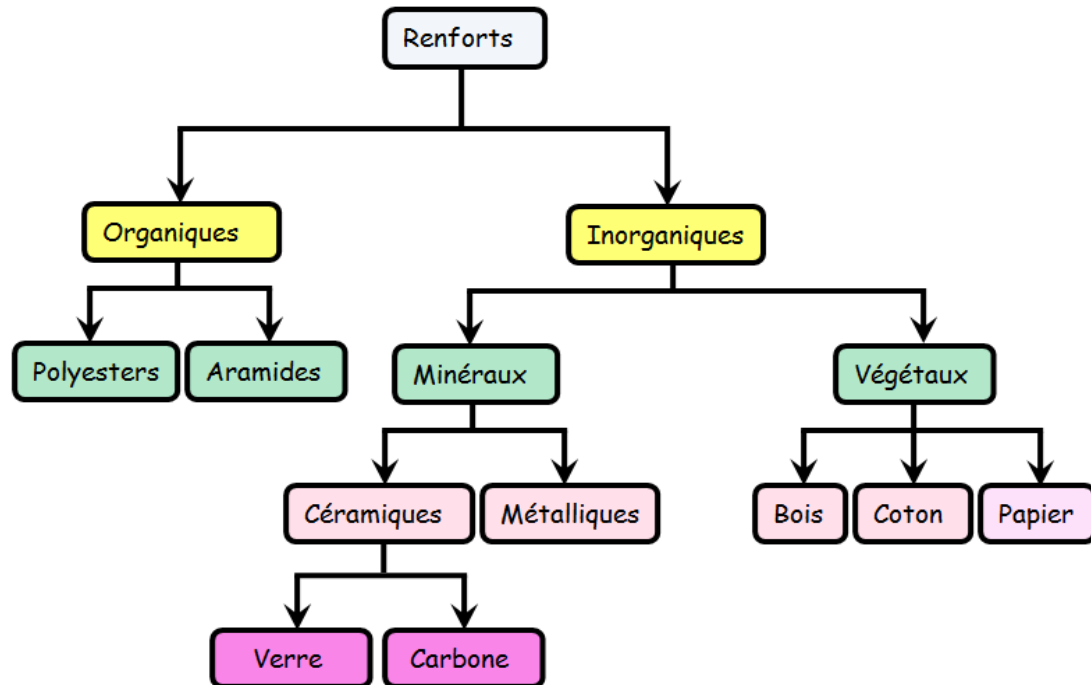 Renforts
Organiques
Inorganiques
Polyesters
Aramides
Minéraux
Végétaux
Céramiques
Métalliques
Bois
Coton
Papier
Verre
Carbone